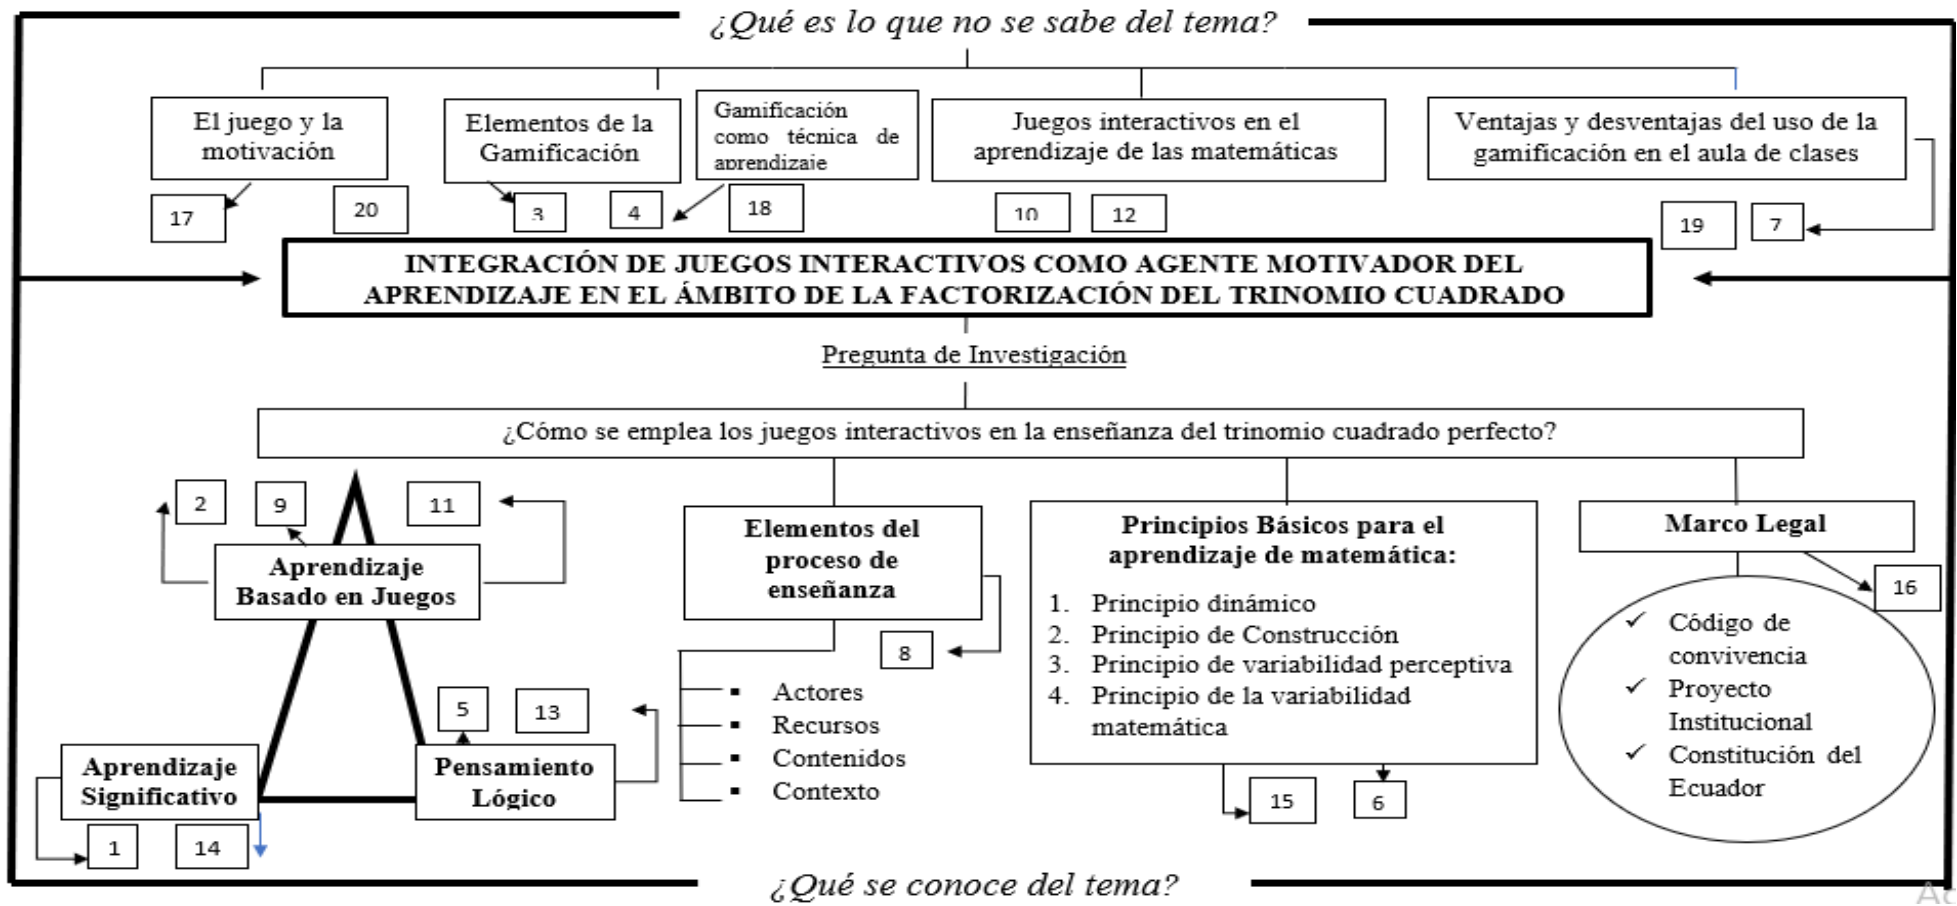 ¿Qué es lo que no se sabe del tema?
El juego y la
motivación
Elementos de la
Gamificación
Gamificación
como técnica de
aprendizaje
Juegos interactivos en el
aprendizaje de las matemáticas
Ventajas y desventajas del uso de la
gamificación en el aula de clases
17
20
3
4
18
10
12
19
7
INTEGRACIÓN DE JUEGOS INTERACTIVOS COMO AGENTE MOTIVADOR DEL
APRENDIZAJE EN EL ÁMBITO DE LA FACTORIZACIÓN DEL TRINOMIO CUADRADO
Pregunta de Investigación
¿Cómo se emplea los juegos interactivos en la enseñanza del trinomio cuadrado perfecto?
2
9
11
Aprendizaje
Basado en Juegos
5
13
Aprendizaje
Significativo
Pensamiento
Lógico
1
14
Elementos del
proceso de
enseñanza
8
▪ Actores
▪ Recursos
▪ Contenidos
▪ Contexto
Principios Básicos para el
aprendizaje de matemática:
1. Principio dinámico
2. Principio de Construcción
3. Principio de variabilidad perceptiva
4. Principio de la variabilidad
matemática
15
6
Marco Legal
16
✓ Código de
convivencia
✓ Proyecto
Institucional
✓ Constitución del
Ecuador
¿Qué se conoce del tema?